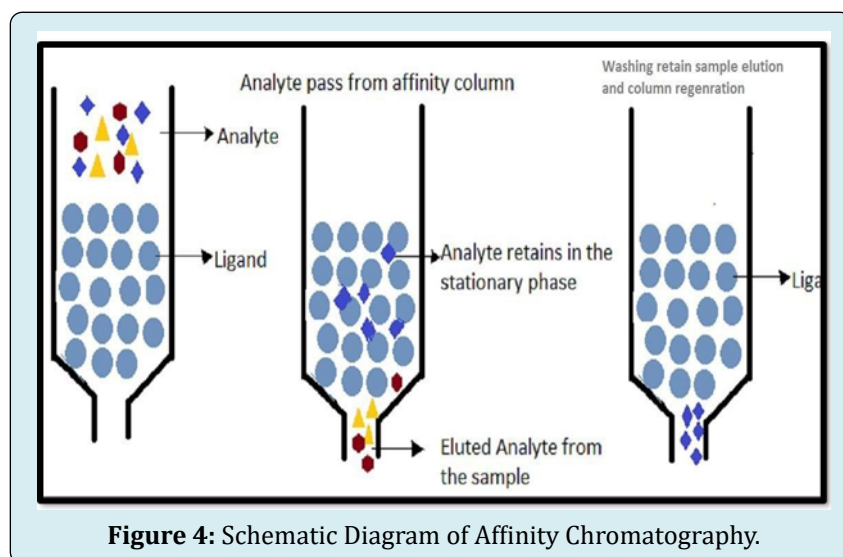 Analyte pass from affinity column
Washing retain sample elution
and column regenration
Analyte
Ligand
Analyte retains in the
stationary phase
Liga
Eluted Analyte from
the sample
Figure 4: Schematic Diagram of Affinity Chromatography.